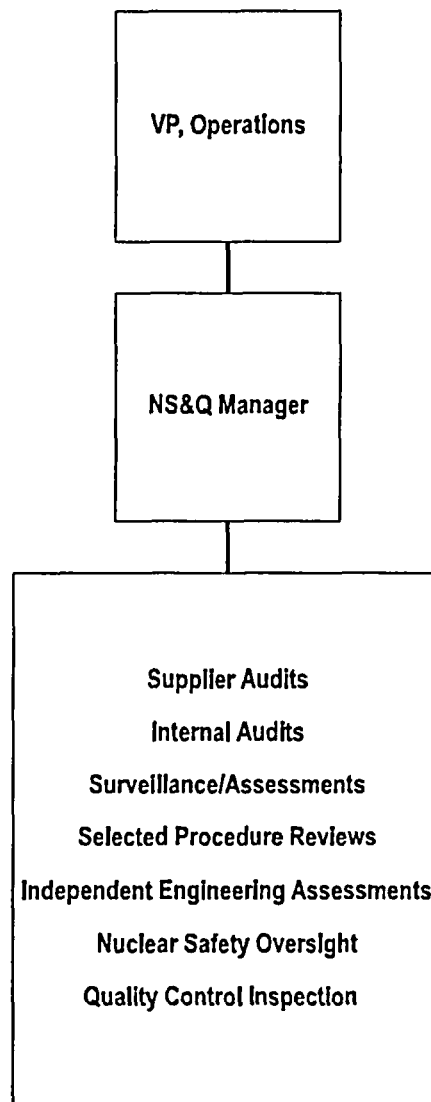 VP, Operations
NS&Q Manager
Supplier Audits
Internal Audits
Surveillance/Assessments
Selected Procedure Reviews
Independent Engineering Assessments
Nuclear Safety Oversight
Quality Control Inspection